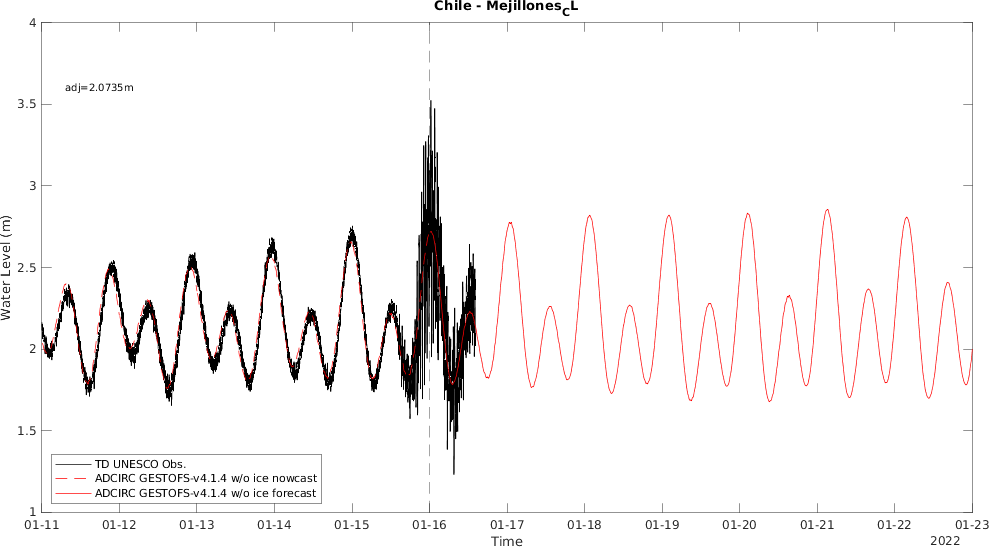 Chile - Mejillones_CL
4
adj=2.0735m
3.5
3
2.5
2
1.5
1
Water Level (m)
TD UNESCO Obs.
ADCIRC GESTOFS-v4.1.4 w/o ice nowcast
ADCIRC GESTOFS-v4.1.4 w/o ice forecast
01-11 01-12 01-13 01-14 01-15 01-16 01-17 01-18 01-19 01-20 01-21 01-22 01-23
Time
2022